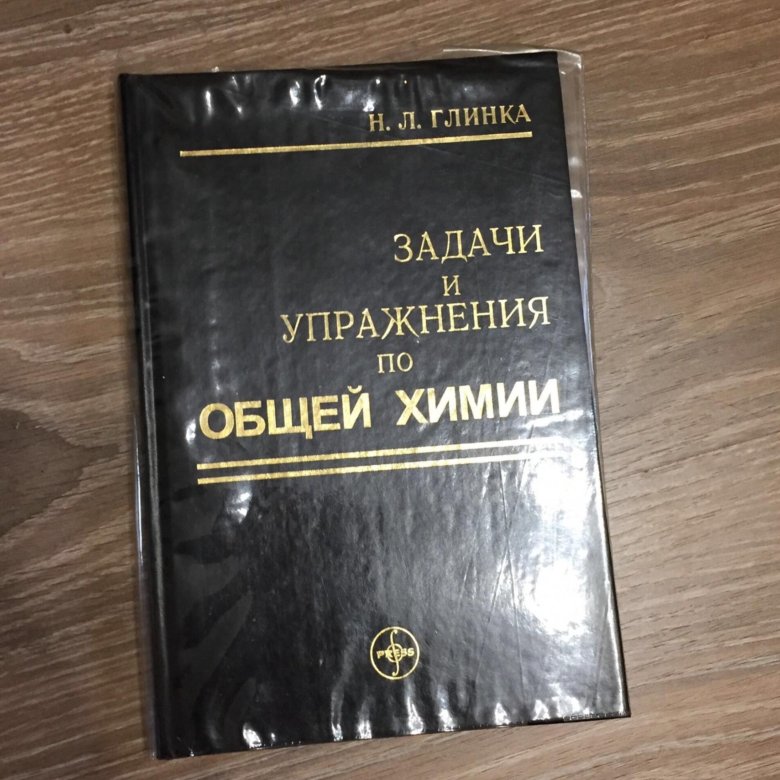 Н. Л. ГЛИНКА
ЗАДАЧИ
И
УПРАЖНЕНИЯ
ПО
ОБЩЕЙ ХИМИИ
PRESS